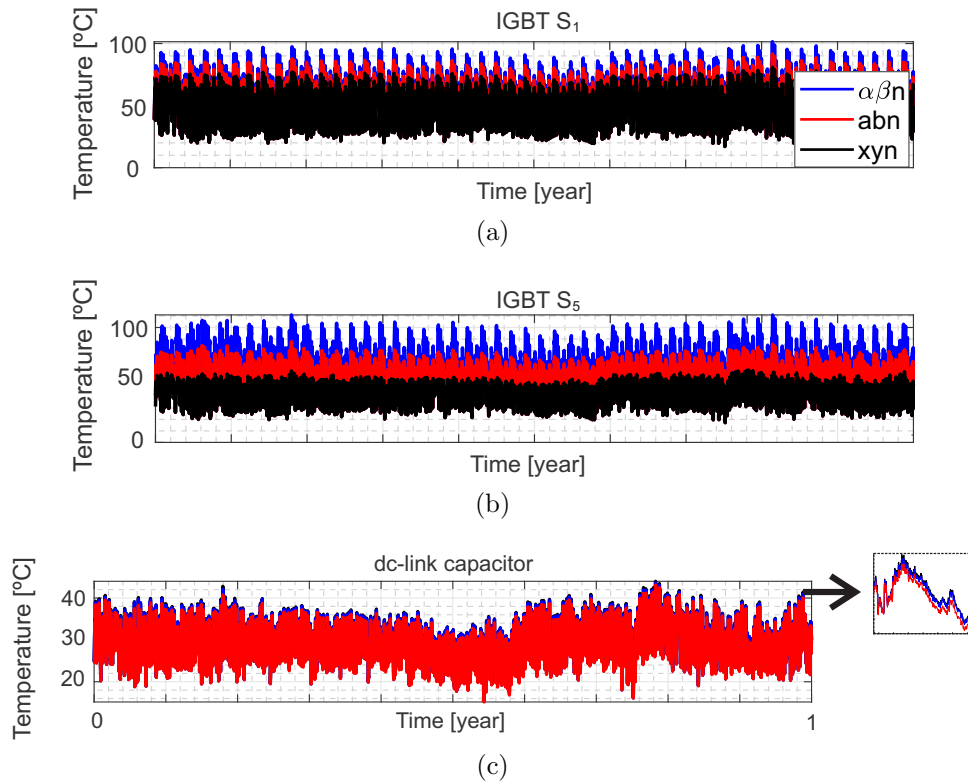 IGBT S₁
Temperature [ºC]
100
50
0
αβn
abn
xyn
Time [year]
(a)
IGBT S₅
Temperature [ºC]
100
50
0
Time [year]
(b)
dc-link capacitor
Temperature [ºC]
40
30
20
0
Time [year]
1
(c)